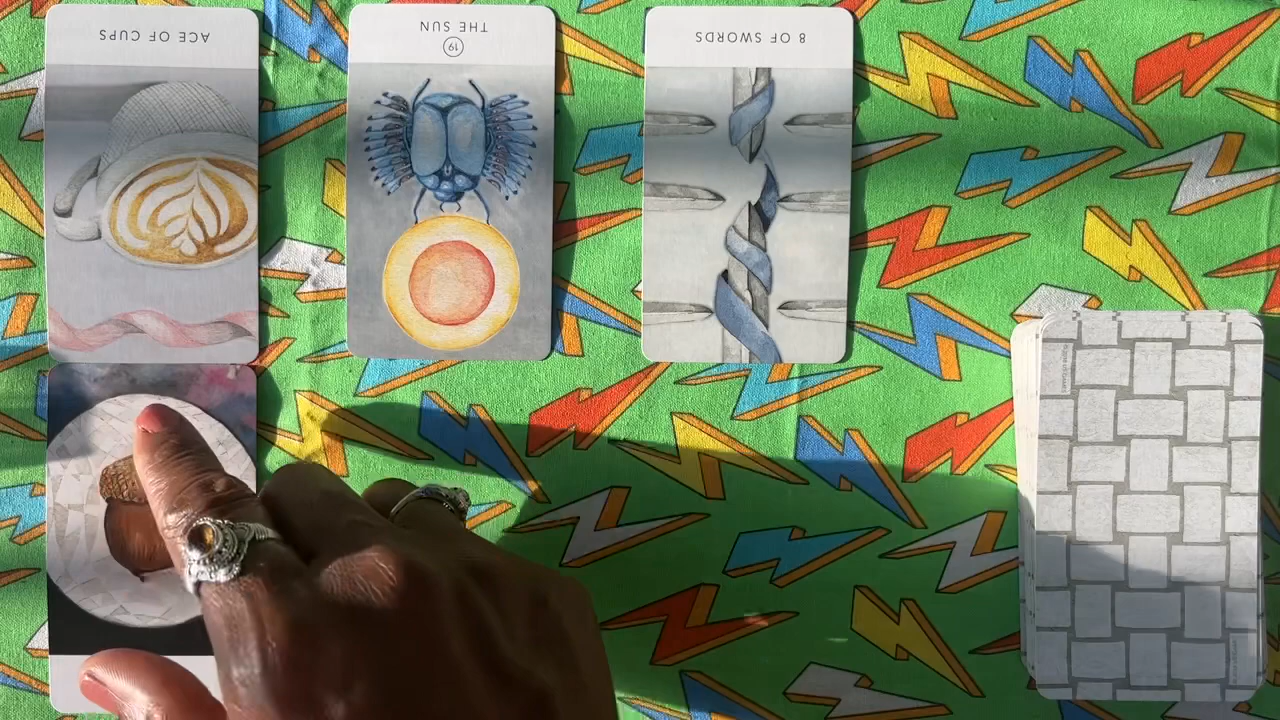 ACE OF CUPS
THE SUN
19
8 OF SWORDS